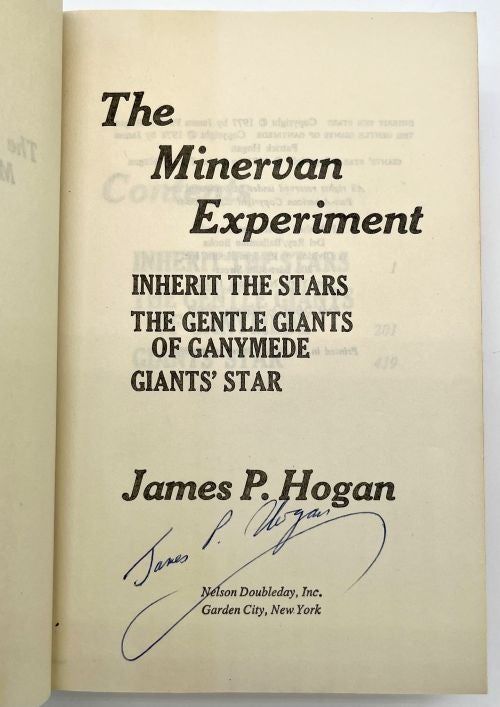 The
Minervan
Experiment
INHERIT THE STARS
THE GENTLE GIANTS
OF GANYMEDE
GIANTS' STAR
James P. Hogan
James P. Hogan
Nelson Doubleday, Inc.
Garden City, New York